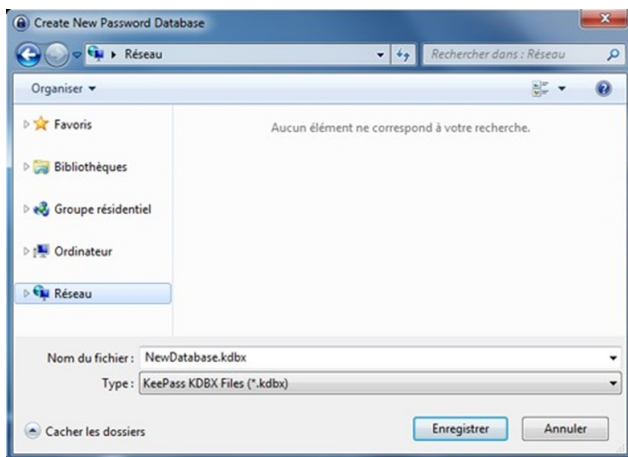 Create New Password Database
Réseau
Rechercher dans : Réseau
Organiser
Favoris
Aucun élément ne correspond à votre recherche.
Bibliothèques
Groupe résidentiel
Ordinateur
Réseau
Nom du fichier : NewDatabase.kdbx
Type : KeePass KDBX Files (*.kdbx)
Cacher les dossiers
Enregistrer
Annuler